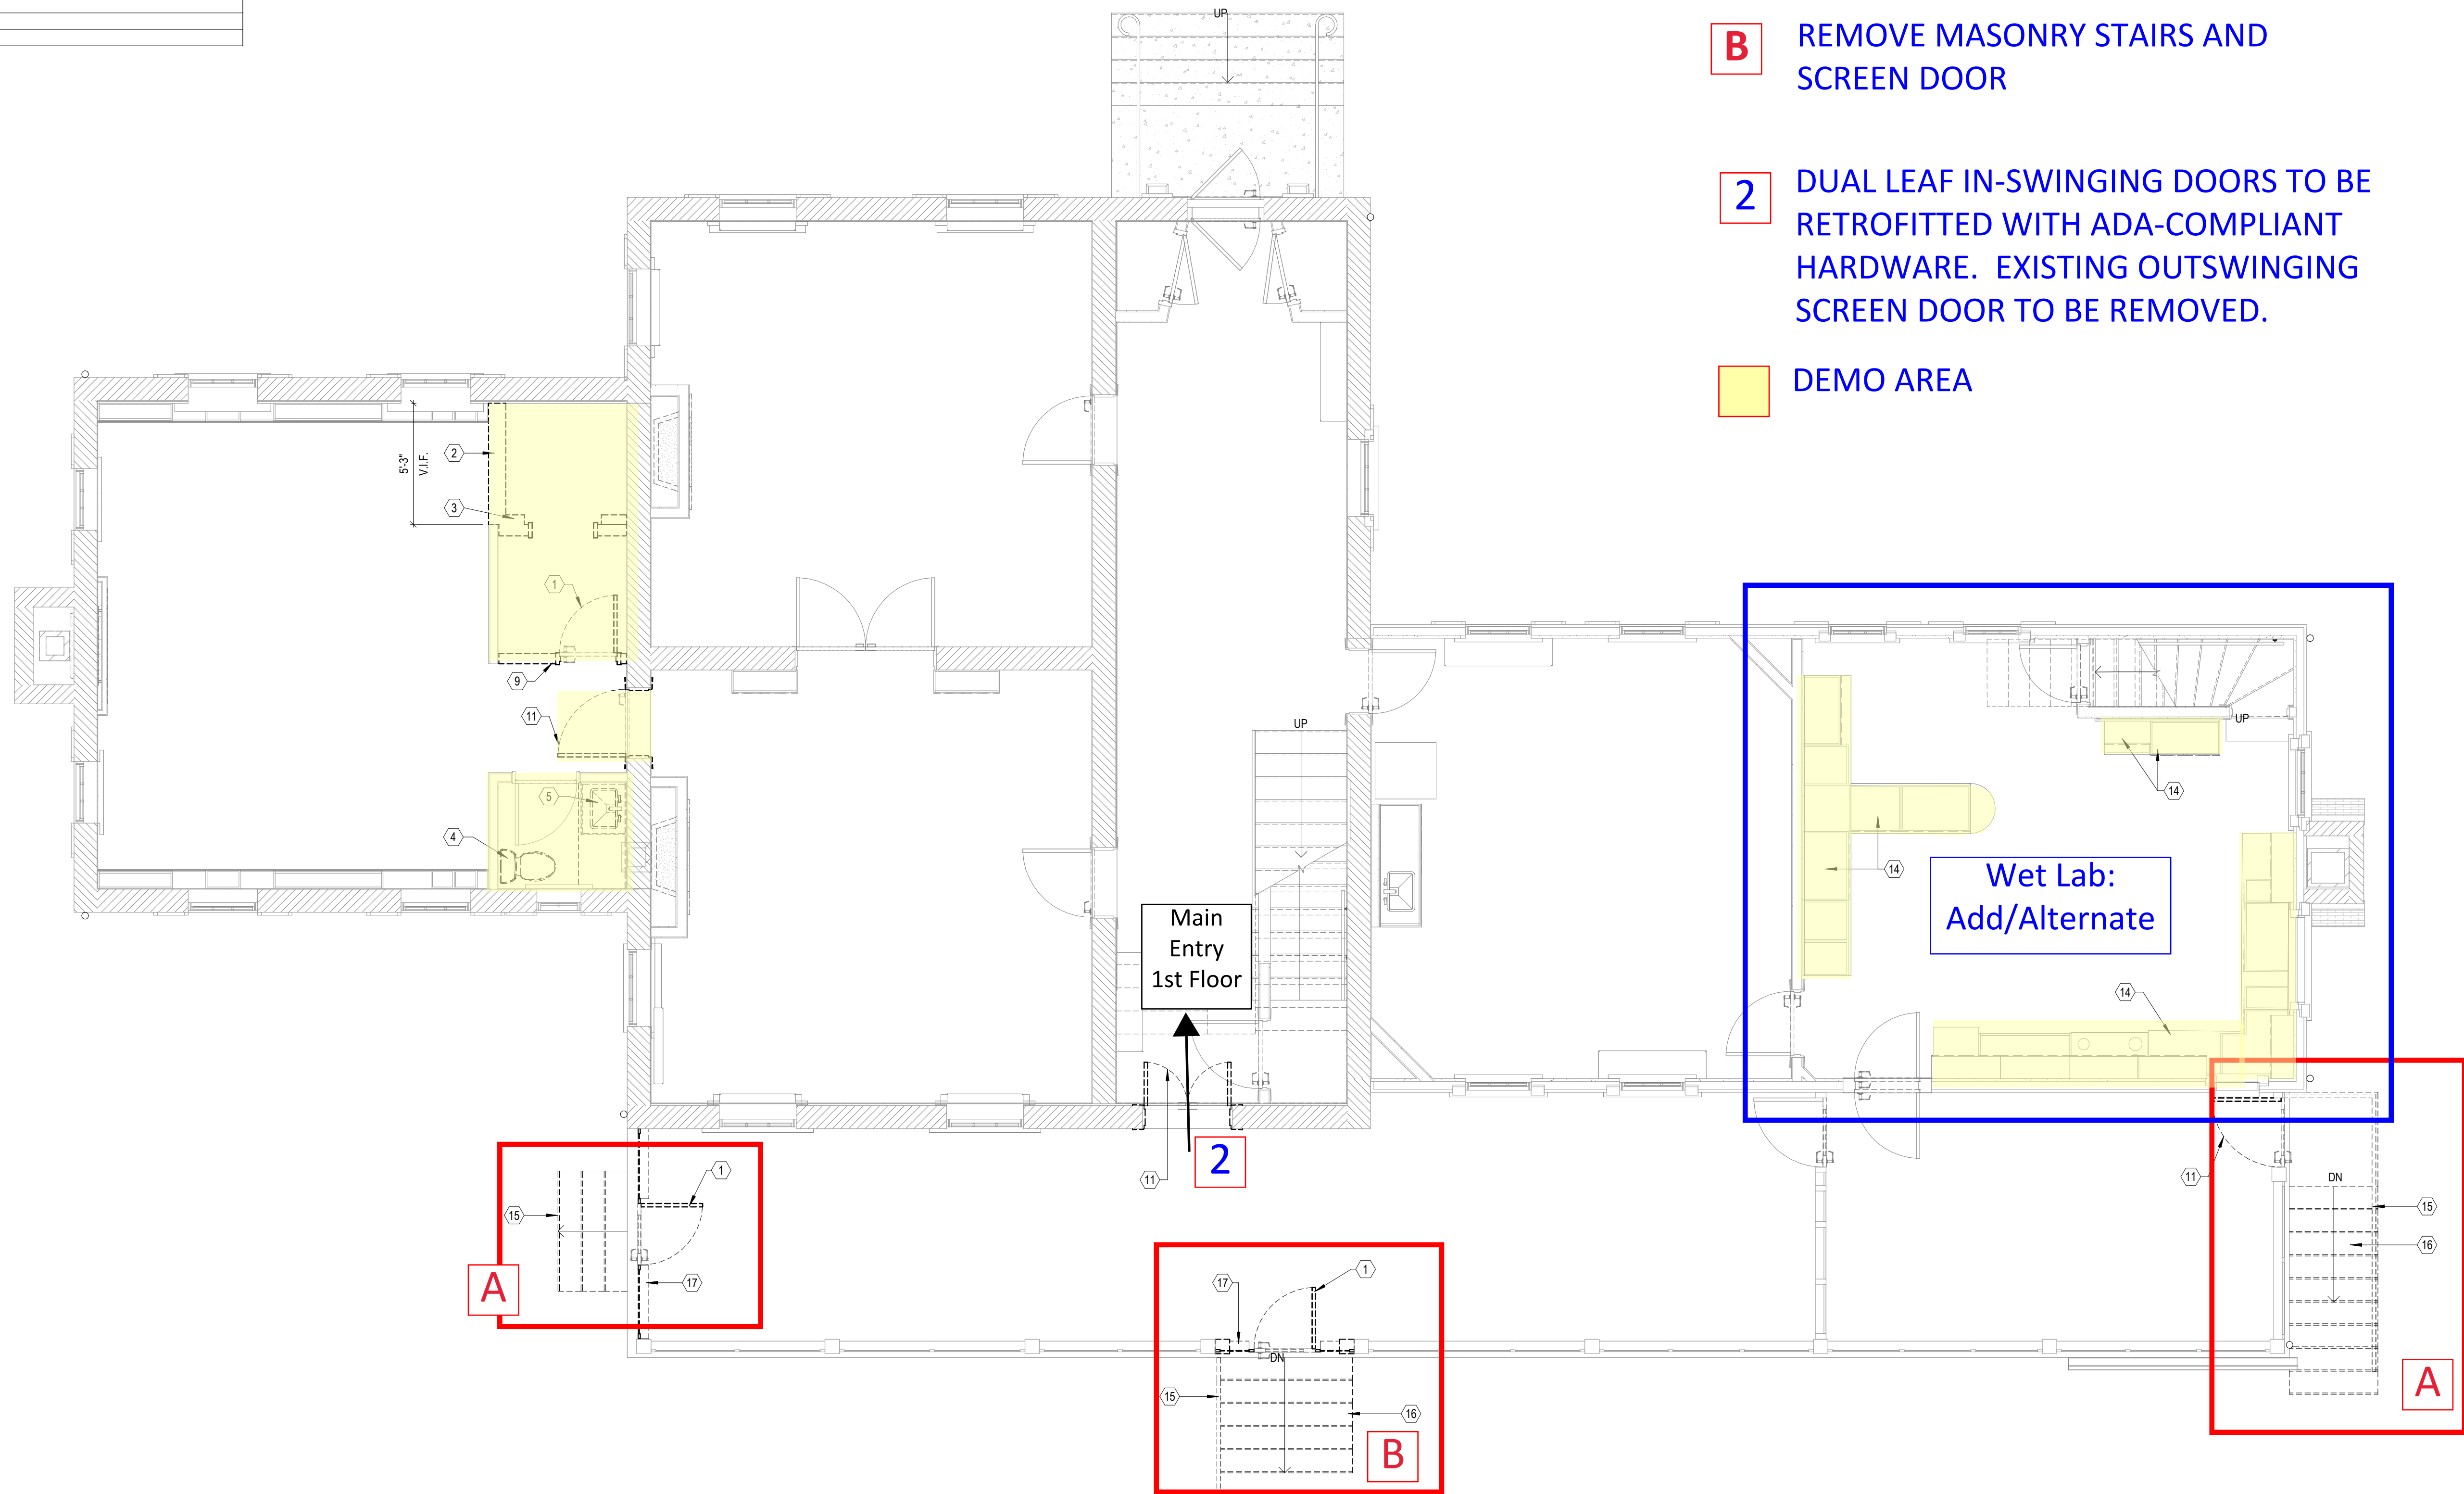 UP
B
REMOVE MASONRY STAIRS AND
SCREEN DOOR
2
DUAL LEAF IN-SWINGING DOORS TO BE
RETROFITTED WITH ADA-COMPLIANT
HARDWARE. EXISTING OUTSWINGING
SCREEN DOOR TO BE REMOVED.
DEMO AREA
5'-3"
V.I.F.
2
3
1
9
11
5
4
UP
UP
14
14
Wet Lab:
Add/Alternate
14
Main
Entry
1st Floor
2
11
1
15
17
A
11
DN
15
16
A
17
1
DN
15
16
B